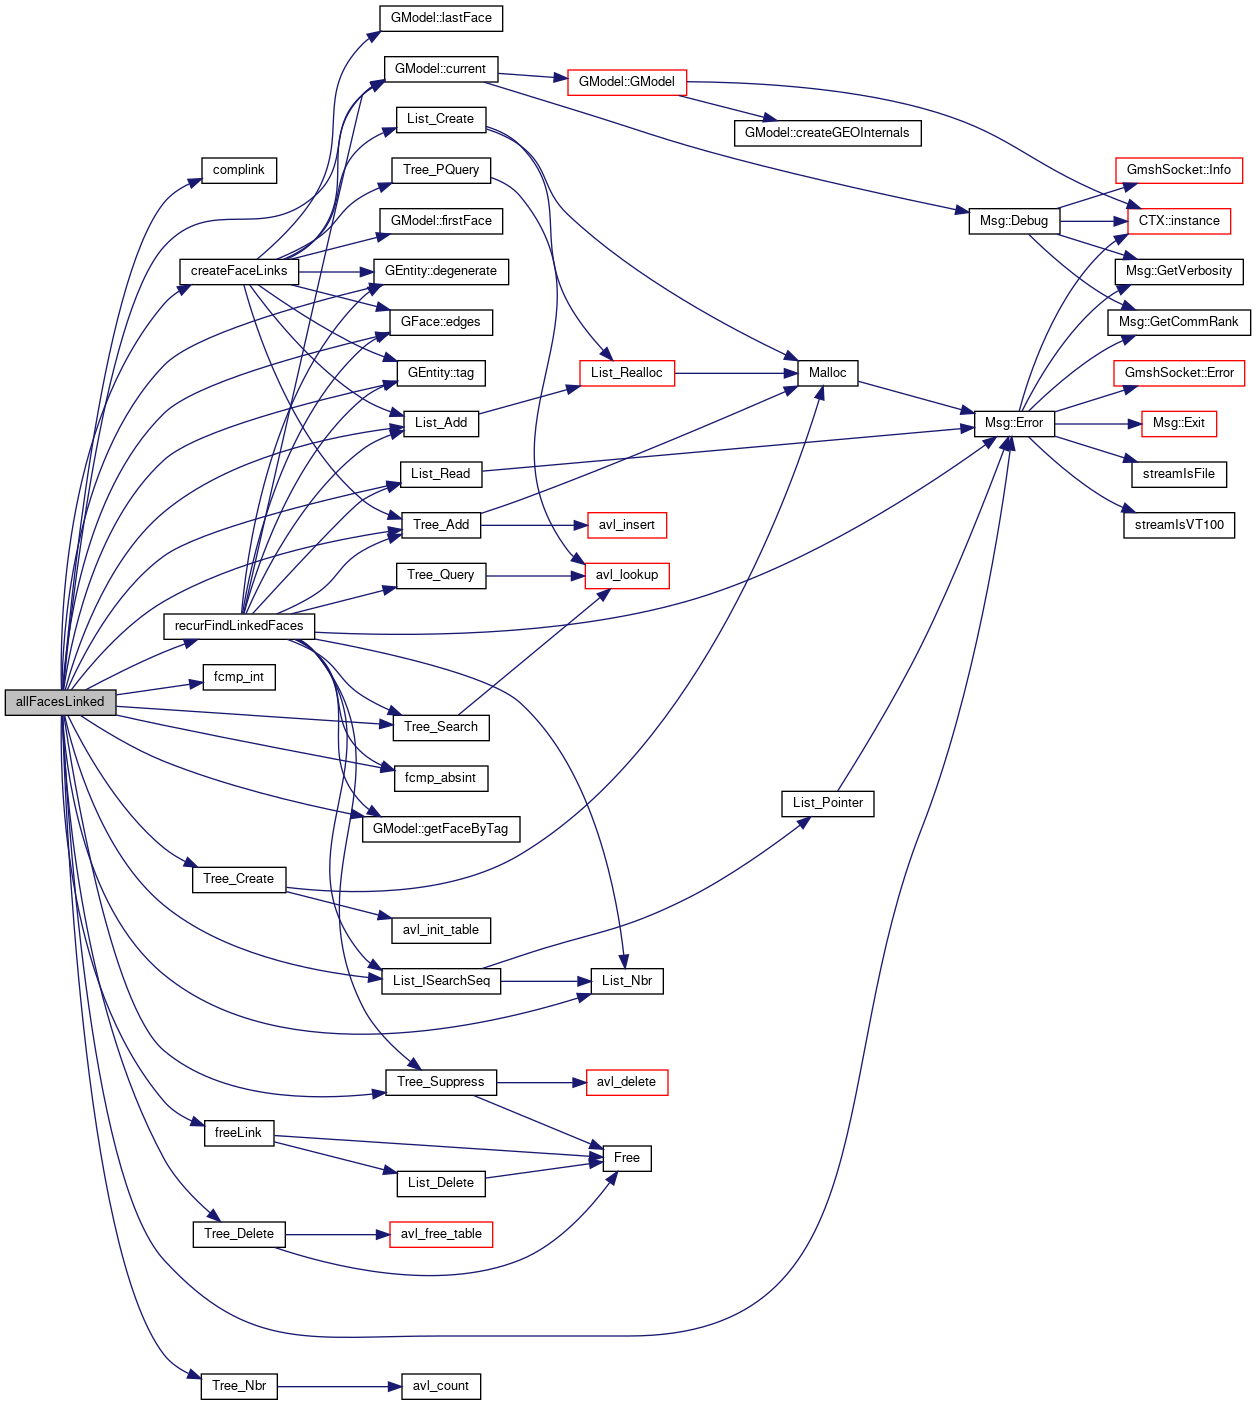 GModel::lastFace
GModel::current
GModel::GModel
List_Create
GModel::createGEOInternals
complink
Tree_PQuery
GmshSocket::Info
GModel::firstFace
Msg::Debug
CTX::instance
createFaceLinks
GEntity::degenerate
Msg::GetVerbosity
GFace::edges
Msg::GetCommRank
GEntity::tag
List_Realloc
Malloc
GmshSocket::Error
List_Add
Msg::Error
Msg::Exit
List_Read
streamIsFile
Tree_Add
avl_insert
streamIsVT100
Tree_Query
avl_lookup
recurFindLinkedFaces
fcmp_int
allFacesLinked
Tree_Search
fcmp_absint
List_Pointer
GModel::getFaceByTag
Tree_Create
avl_init_table
List_ISearchSeq
List_Nbr
Tree_Suppress
avl_delete
freeLink
Free
List_Delete
Tree_Delete
avl_free_table
Tree_Nbr
avl_count